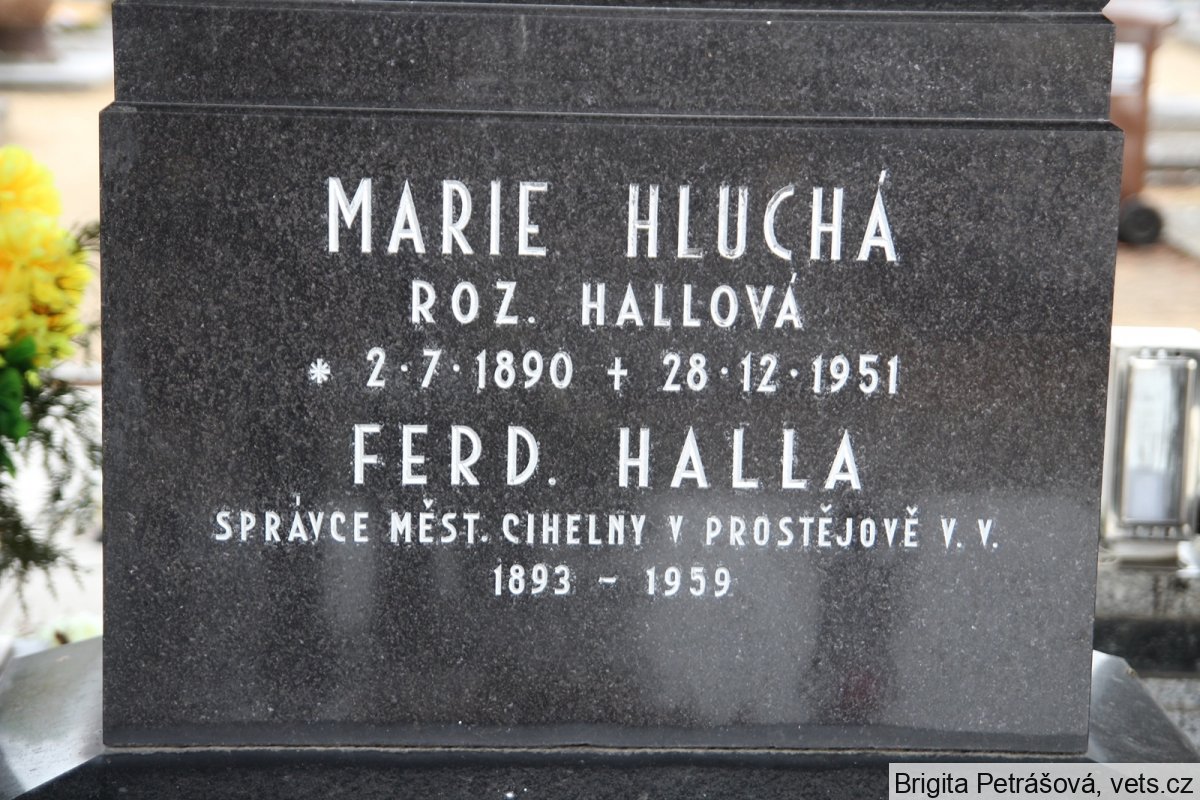 MARIE HLUCHÁ
ROZ. HALLOVÁ
* 2·7·1890 + 28·12·1951
FERD. HALLA
SPRÁVCE MĚST. CIHELNY V PROSTĚJOVĚ V. V.
1893 - 1959
Brigita Petrášová, vets.cz